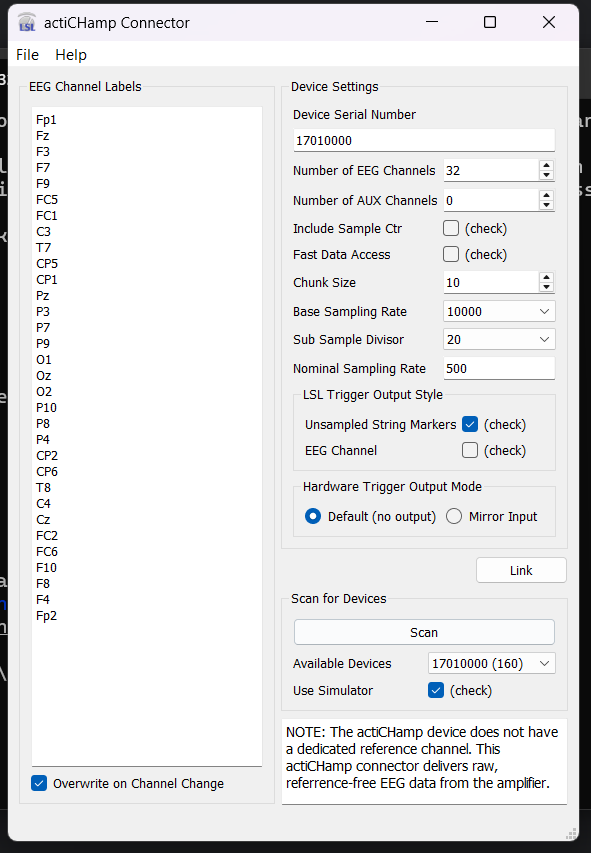 LSL actiCHamp Connector
File Help
EEG Channel Labels
Fp1
Fz
F3
F7
F9
FC5
FC1
C3
T7
CP5
CP1
Pz
P3
P7
P9
O1
Oz
O2
P10
P8
P4
CP2
CP6
T8
C4
Cz
FC2
FC6
F10
F8
F4
Fp2
Overwrite on Channel Change
Device Settings
Device Serial Number
17010000
Number of EEG Channels 32
Number of AUX Channels 0
Include Sample Ctr (check)
Fast Data Access (check)
Chunk Size 10
Base Sampling Rate 10000
Sub Sample Divisor 20
Nominal Sampling Rate 500
LSL Trigger Output Style
Unsampled String Markers (check)
EEG Channel (check)
Hardware Trigger Output Mode
Default (no output) Mirror Input
Link
Scan for Devices
Scan
Available Devices 17010000 (160)
Use Simulator (check)
NOTE: The actiCHamp device does not have
a dedicated reference channel. This
actiCHamp connector delivers raw,
referrence-free EEG data from the amplifier.